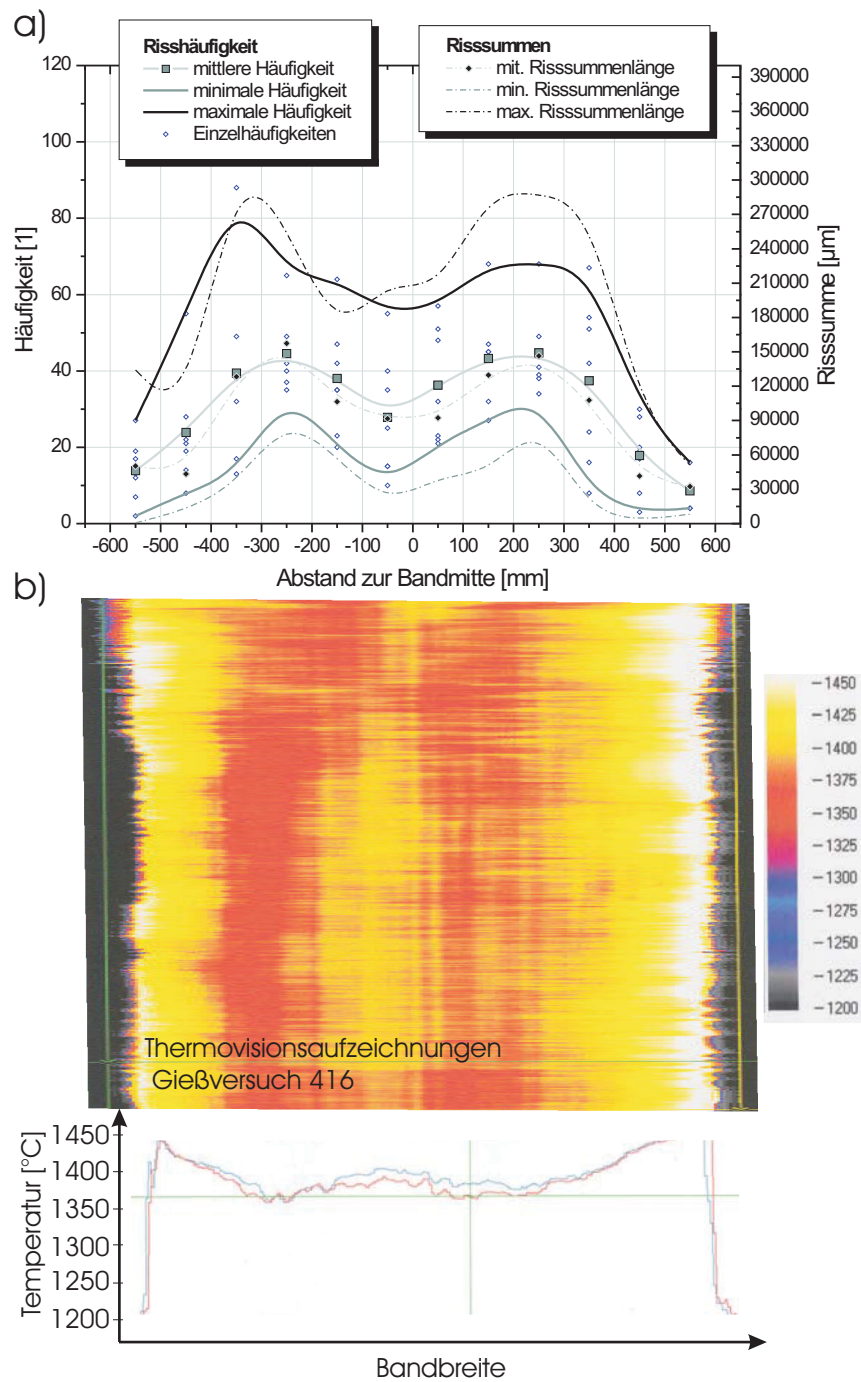 a)
Risshäufigkeit
mittlere Häufigkeit
minimale Häufigkeit
maximale Häufigkeit
Einzelhäufigkeiten
Risssummen
mit. Risssummenlänge
min. Risssummenlänge
max. Risssummenlänge
120
100
80
60
40
20
0
Häufigkeit [1]
390000
360000
330000
300000
270000
240000
210000
180000
150000
120000
90000
60000
30000
0
Risssumme [µm]
-600 -500 -400 -300 -200 -100 0 100 200 300 400 500 600
Abstand zur Bandmitte [mm]
b)
1450
1425
1400
1375
1350
1325
1300
1275
1250
1225
1200
Thermovisionsaufzeichnungen
Gießversuch 416
Temperatur [°C]
1450
1400
1350
1300
1250
1200
Bandbreite